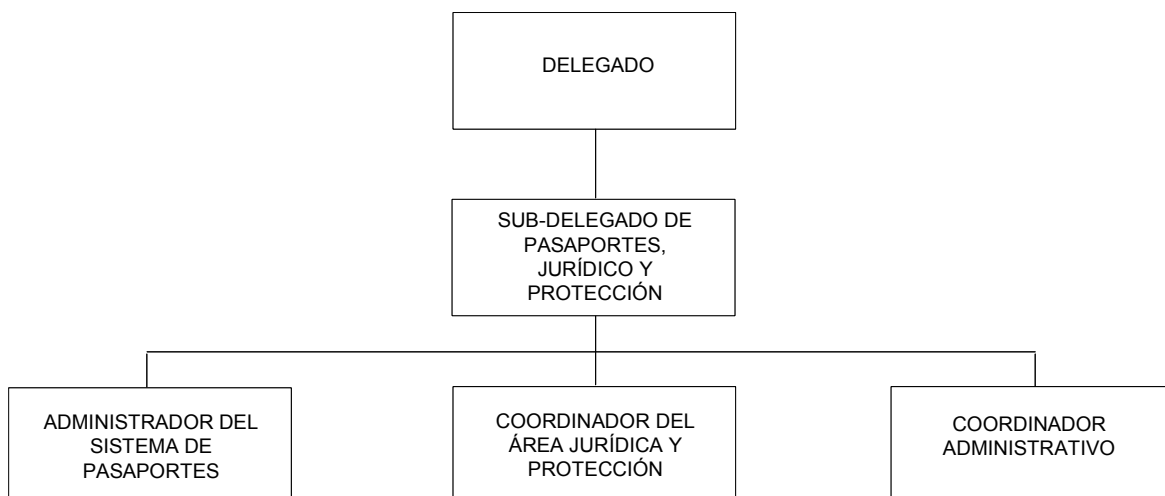 DELEGADO
SUB-DELEGADO DE
PASAPORTES,
JURÍDICO Y
PROTECCIÓN
ADMINISTRADOR DEL
SISTEMA DE
PASAPORTES
COORDINADOR DEL
ÁREA JURÍDICA Y
PROTECCIÓN
COORDINADOR
ADMINISTRATIVO